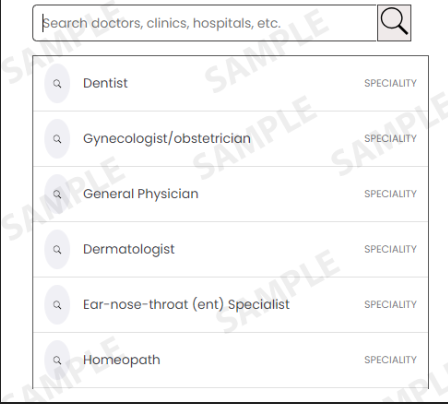 Search doctors, clinics, hospitals, etc.
Dentist SPECIALITY
Gynecologist/obstetrician SPECIALITY
General Physician SPECIALITY
Dermatologist SPECIALITY
Ear-nose-throat (ent) Specialist SPECIALITY
Homeopath SPECIALITY
SAMPLE
SAMPLE
SAMPLE
SAMPLE
SAMPLE
SAMPLE
SAMPLE